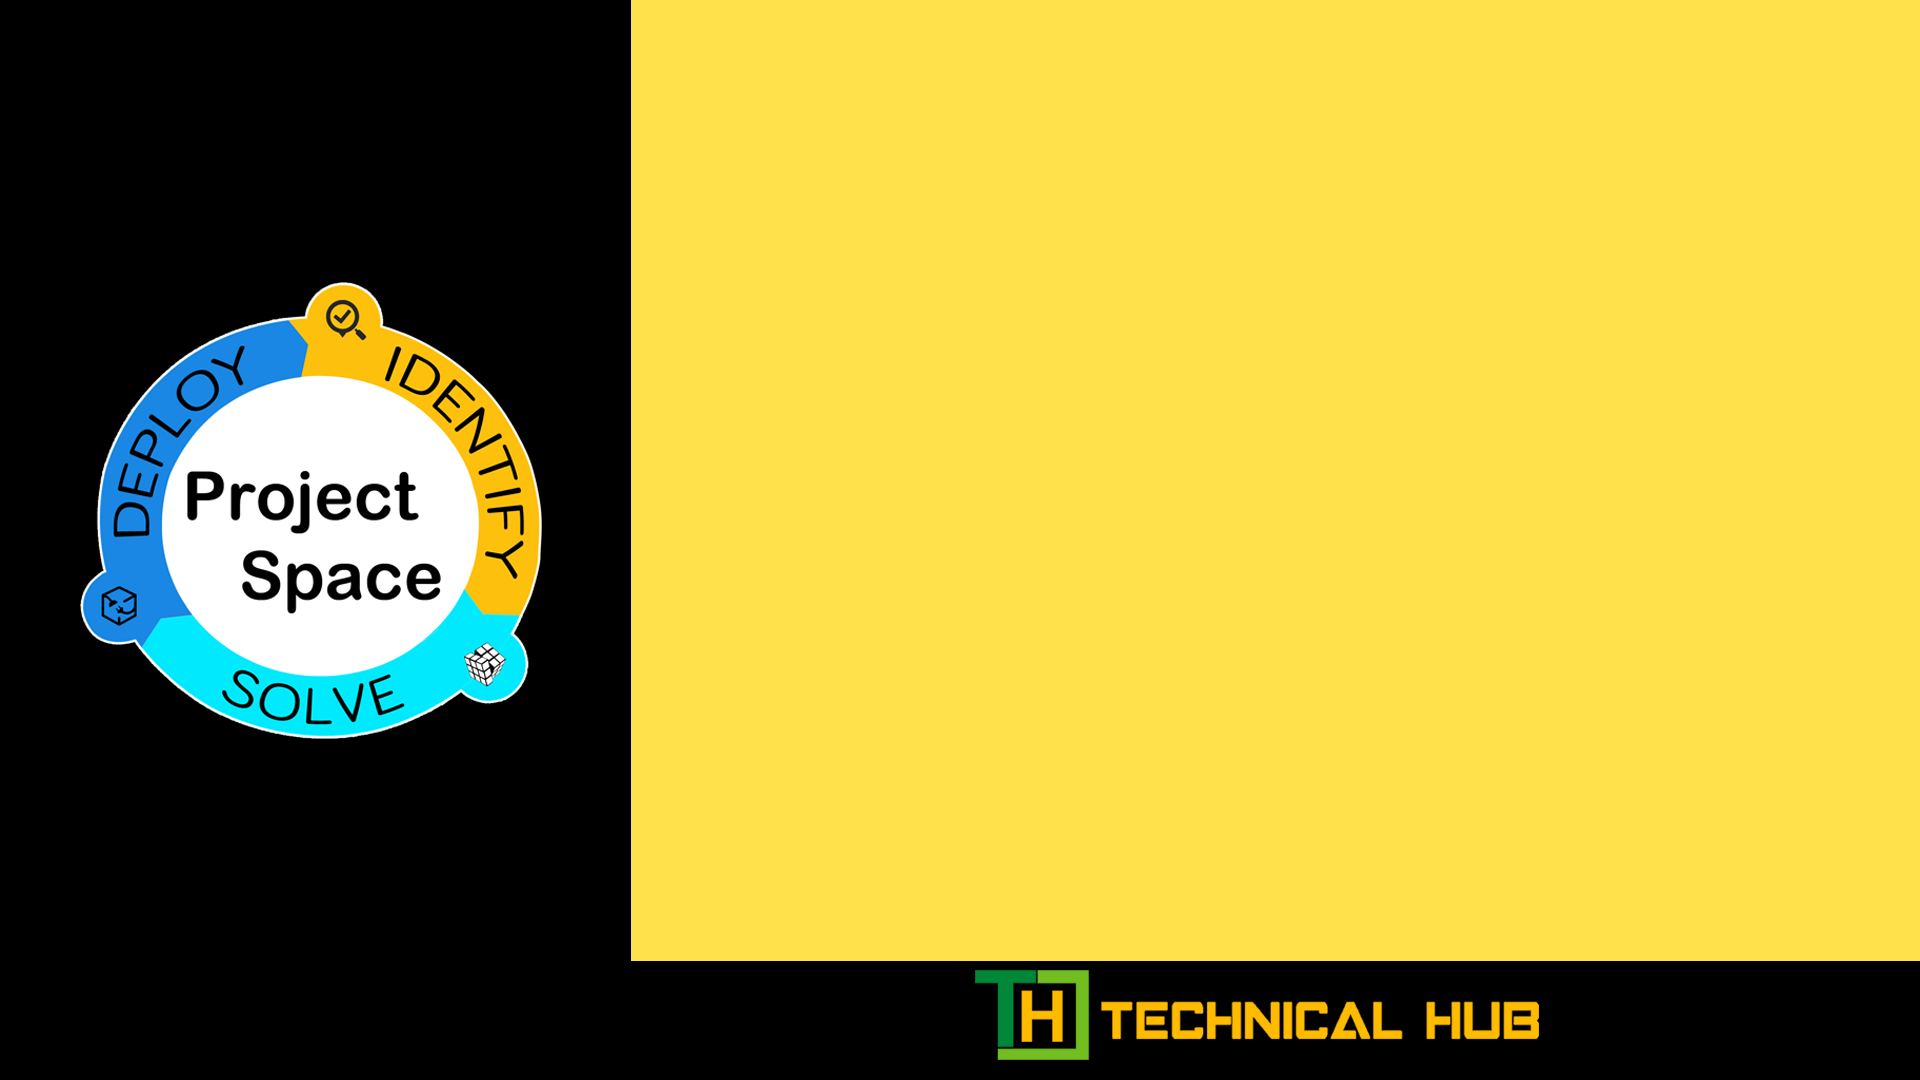 DEPLOY
IDENTIFY
Project
Space
SOLVE
TH TECHNICAL HUB